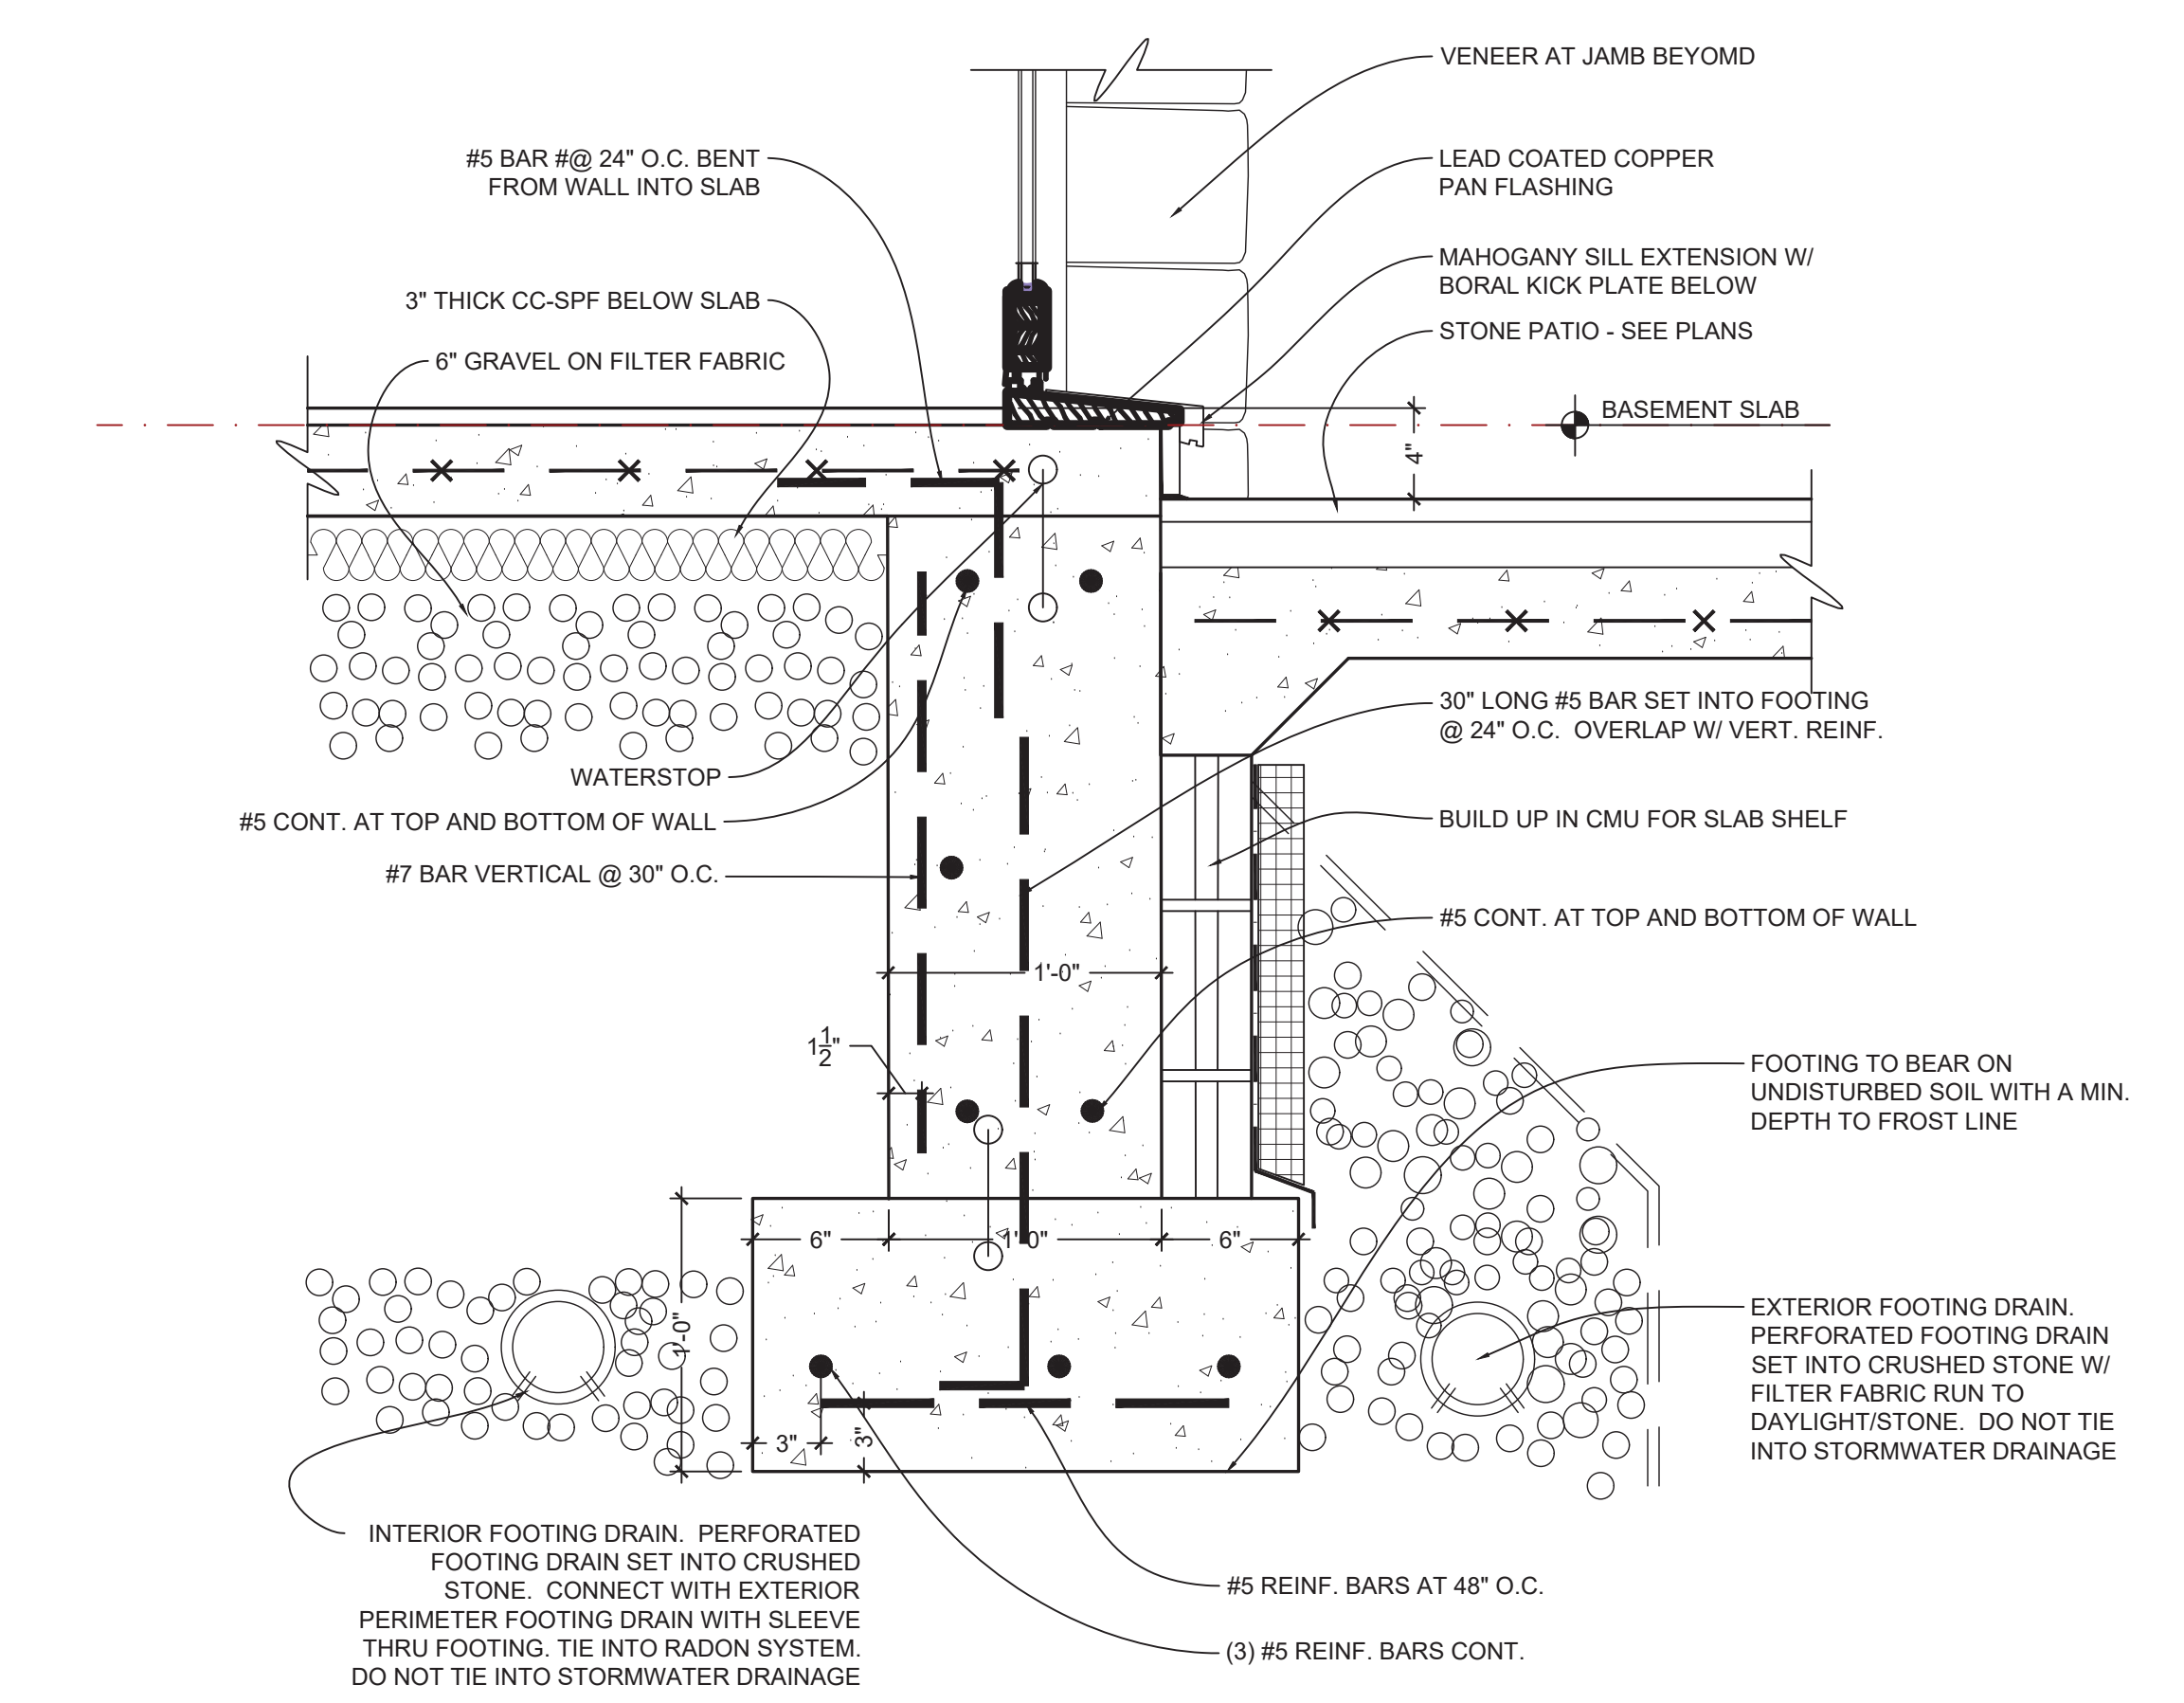 VENEER AT JAMB BEYOMD
#5 BAR #@ 24" O.C. BENT
FROM WALL INTO SLAB
LEAD COATED COPPER
PAN FLASHING
MAHOGANY SILL EXTENSION W/
BORAL KICK PLATE BELOW
3" THICK CC-SPF BELOW SLAB
STONE PATIO - SEE PLANS
6" GRAVEL ON FILTER FABRIC
BASEMENT SLAB
4"
30" LONG #5 BAR SET INTO FOOTING
@ 24" O.C.  OVERLAP W/ VERT. REINF.
WATERSTOP
#5 CONT. AT TOP AND BOTTOM OF WALL
BUILD UP IN CMU FOR SLAB SHELF
#7 BAR VERTICAL @ 30" O.C.
#5 CONT. AT TOP AND BOTTOM OF WALL
1'-0"
1 1/2"
FOOTING TO BEAR ON
UNDISTURBED SOIL WITH A MIN.
DEPTH TO FROST LINE
6"
1'-0"
6"
1'-0"
EXTERIOR FOOTING DRAIN.
PERFORATED FOOTING DRAIN
SET INTO CRUSHED STONE W/
FILTER FABRIC RUN TO
DAYLIGHT/STONE.  DO NOT TIE
INTO STORMWATER DRAINAGE
3"
3"
INTERIOR FOOTING DRAIN.  PERFORATED
FOOTING DRAIN SET INTO CRUSHED
STONE.  CONNECT WITH EXTERIOR
PERIMETER FOOTING DRAIN WITH SLEEVE
THRU FOOTING. TIE INTO RADON SYSTEM.
DO NOT TIE INTO STORMWATER DRAINAGE
#5 REINF. BARS AT 48" O.C.
(3) #5 REINF. BARS CONT.